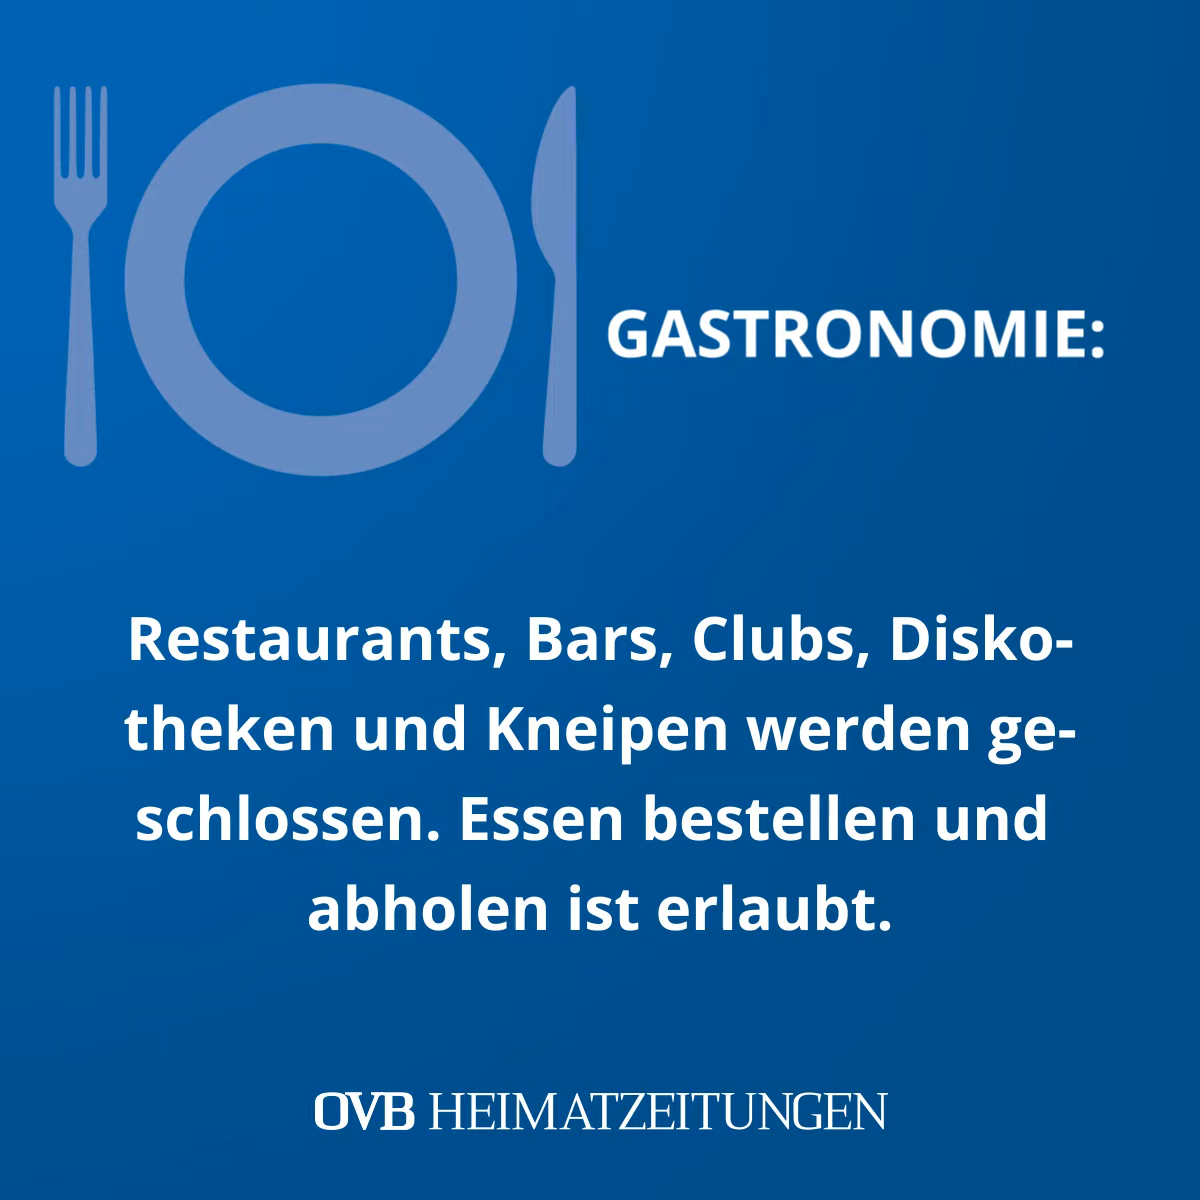 GASTRONOMIE:
Restaurants, Bars, Clubs, Disko-
theken und Kneipen werden ge-
schlossen. Essen bestellen und
abholen ist erlaubt.
OVB HEIMATZEITUNGEN